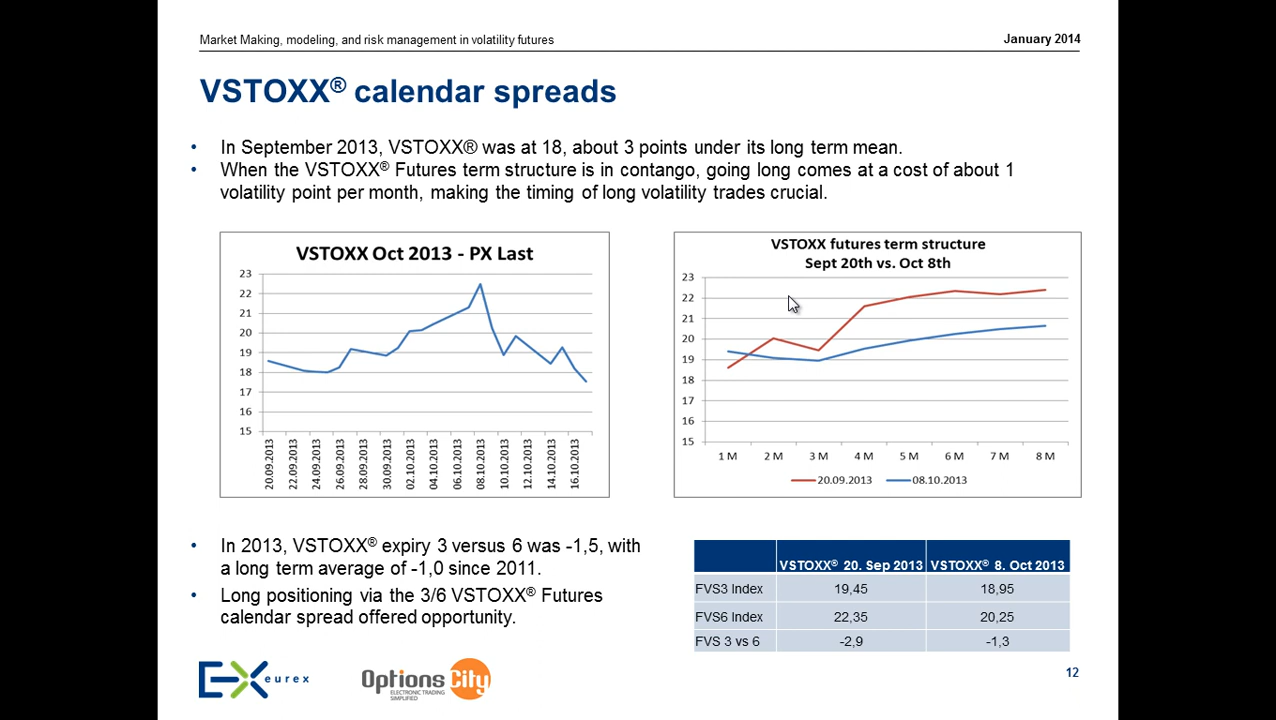 Market Making, modeling, and risk management in volatility futures
January 2014
VSTOXX® calendar spreads
• In September 2013, VSTOXX® was at 18, about 3 points under its long term mean.
• When the VSTOXX® Futures term structure is in contango, going long comes at a cost of about 1
volatility point per month, making the timing of long volatility trades crucial.
VSTOXX Oct 2013 - PX Last
23
22
21
20
19
18
17
16
15
20.09.2013
22.09.2013
24.09.2013
26.09.2013
28.09.2013
30.09.2013
02.10.2013
04.10.2013
06.10.2013
08.10.2013
10.10.2013
12.10.2013
14.10.2013
16.10.2013
VSTOXX futures term structure
Sept 20th vs. Oct 8th
23
22
21
20
19
18
17
16
15
1 M 2 M 3 M 4 M 5 M 6 M 7 M 8 M
20.09.2013 08.10.2013
• In 2013, VSTOXX® expiry 3 versus 6 was -1,5, with
a long term average of -1,0 since 2011.
• Long positioning via the 3/6 VSTOXX® Futures
calendar spread offered opportunity.
VSTOXX® 20. Sep 2013 VSTOXX® 8. Oct 2013
FVS3 Index 19,45 18,95
FVS6 Index 22,35 20,25
FVS 3 vs 6 -2,9 -1,3
EX eurex
OptionsCity
ELECTRONIC TRADING
SIMPLIFIED
12